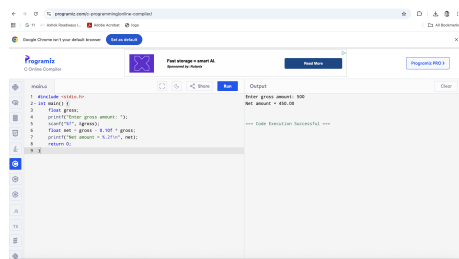 programiz.com/c-programming/online-compiler/
All Bookmarks
Adobe Acrobat
Google Chrome isn't your default browser
Set as default
Programiz
C Online Compiler
Fast storage + smart AI.
Read More
Programiz PRO
main.c
Share
Run
Output
Clear
1 #include <stdio.h>
2 int main() {
3 float gross;
4 printf("Enter gross amount: ");
5 scanf("%f", &gross);
6 float net = gross - 0.10f * gross;
7 printf("Net amount = %.2f\n", net);
8 return 0;
9 }
Enter gross amount: 500
Net amount = 450.00
=== Code Execution Successful ===
JS